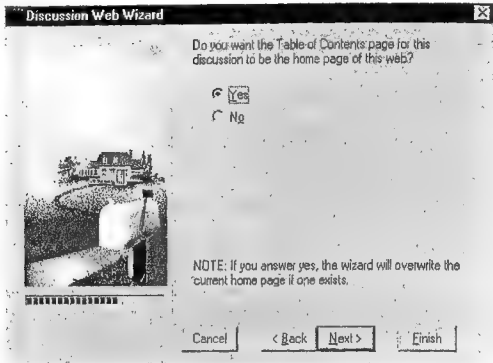 Discussion Web Wizard
Do you want the Table of Contents page for this
discussion to be the home page of this web?
Yes
No
NOTE: If you answer yes, the wizard will overwrite the
current home page if one exists.
Cancel
< Back
Next >
Finish